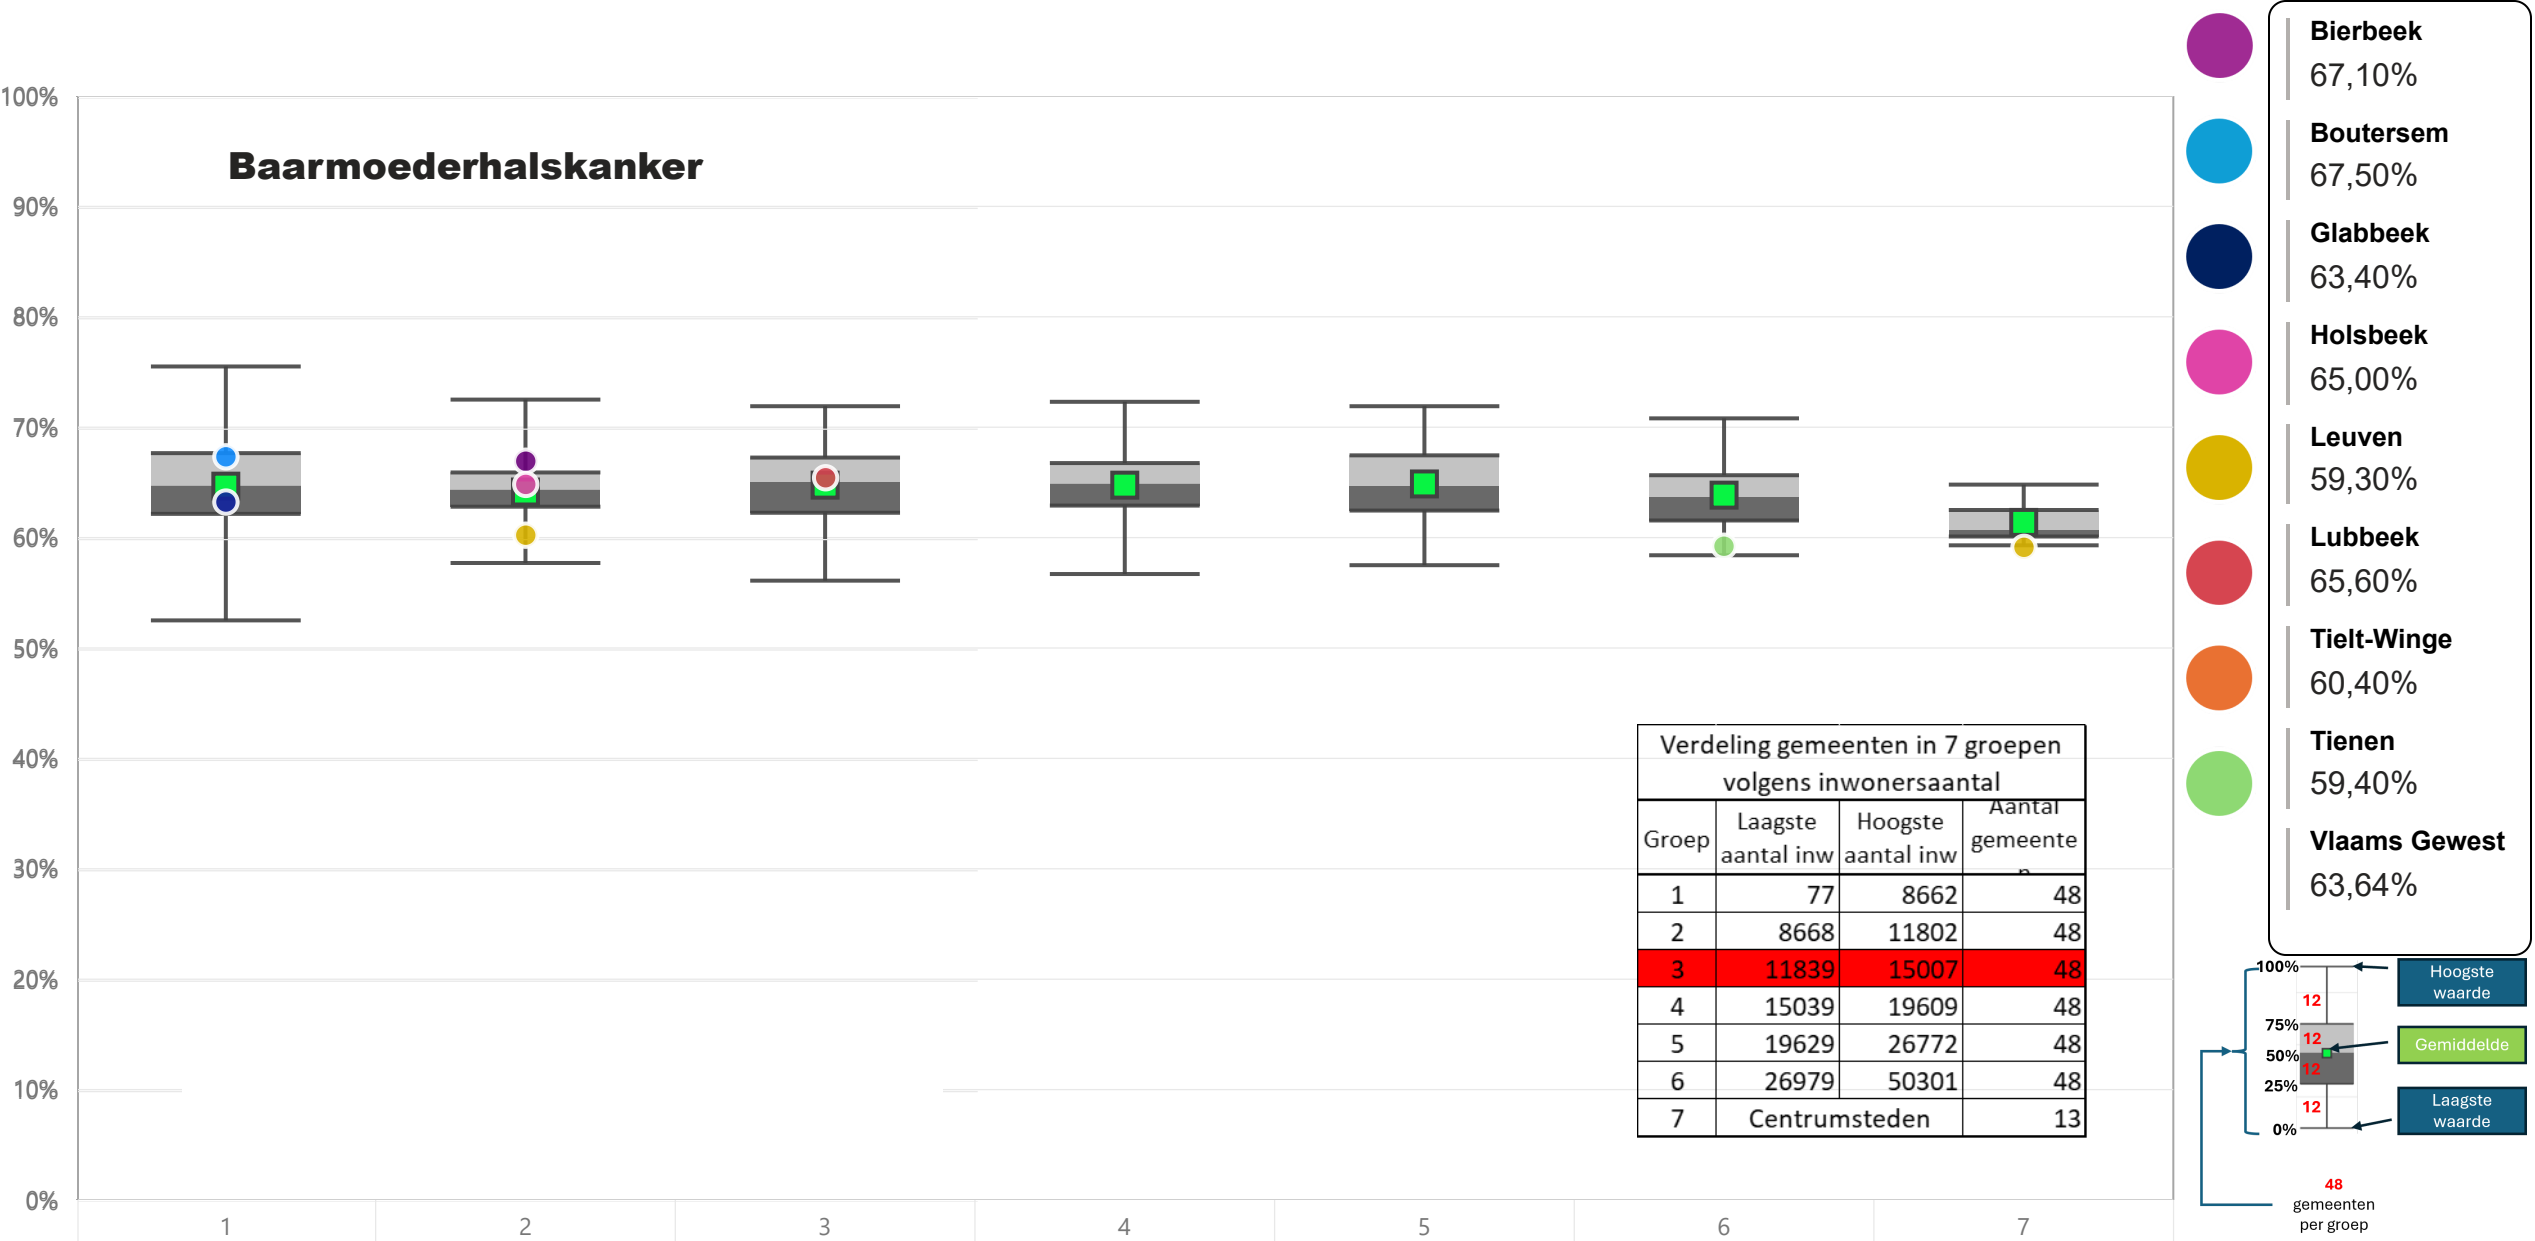 Baarmoederhalskanker
100%
90%
80%
70%
60%
50%
40%
30%
20%
10%
0%
1 2 3 4 5 6 7
Verdeling gemeenten in 7 groepen
volgens inwonersaantal
Groep Laagste aantal inw Hoogste aantal inw Aantal gemeente n
1 77 8662 48
2 8668 11802 48
3 11839 15007 48
4 15039 19609 48
5 19629 26772 48
6 26979 50301 48
7 Centrumsteden 13
Bierbeek
67,10%
Boutersem
67,50%
Glabbeek
63,40%
Holsbeek
65,00%
Leuven
59,30%
Lubbeek
65,60%
Tielt-Winge
60,40%
Tienen
59,40%
Vlaams Gewest
63,64%
100%
Hoogste
waarde
12
75%
12
Gemiddelde
50%
12
25%
12
Laagste
waarde
0%
48
gemeenten
per groep